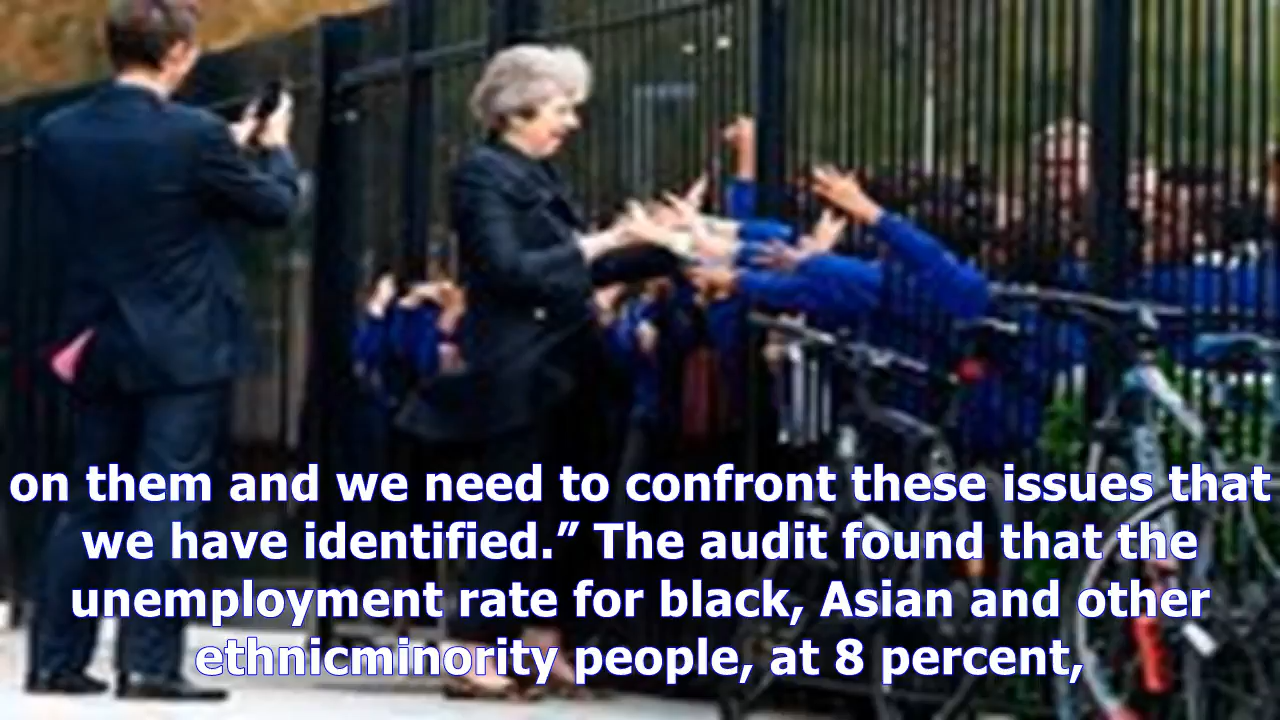 on them and we need to confront these issues that
we have identified.” The audit found that the
unemployment rate for black, Asian and other
ethnicminority people, at 8 percent,